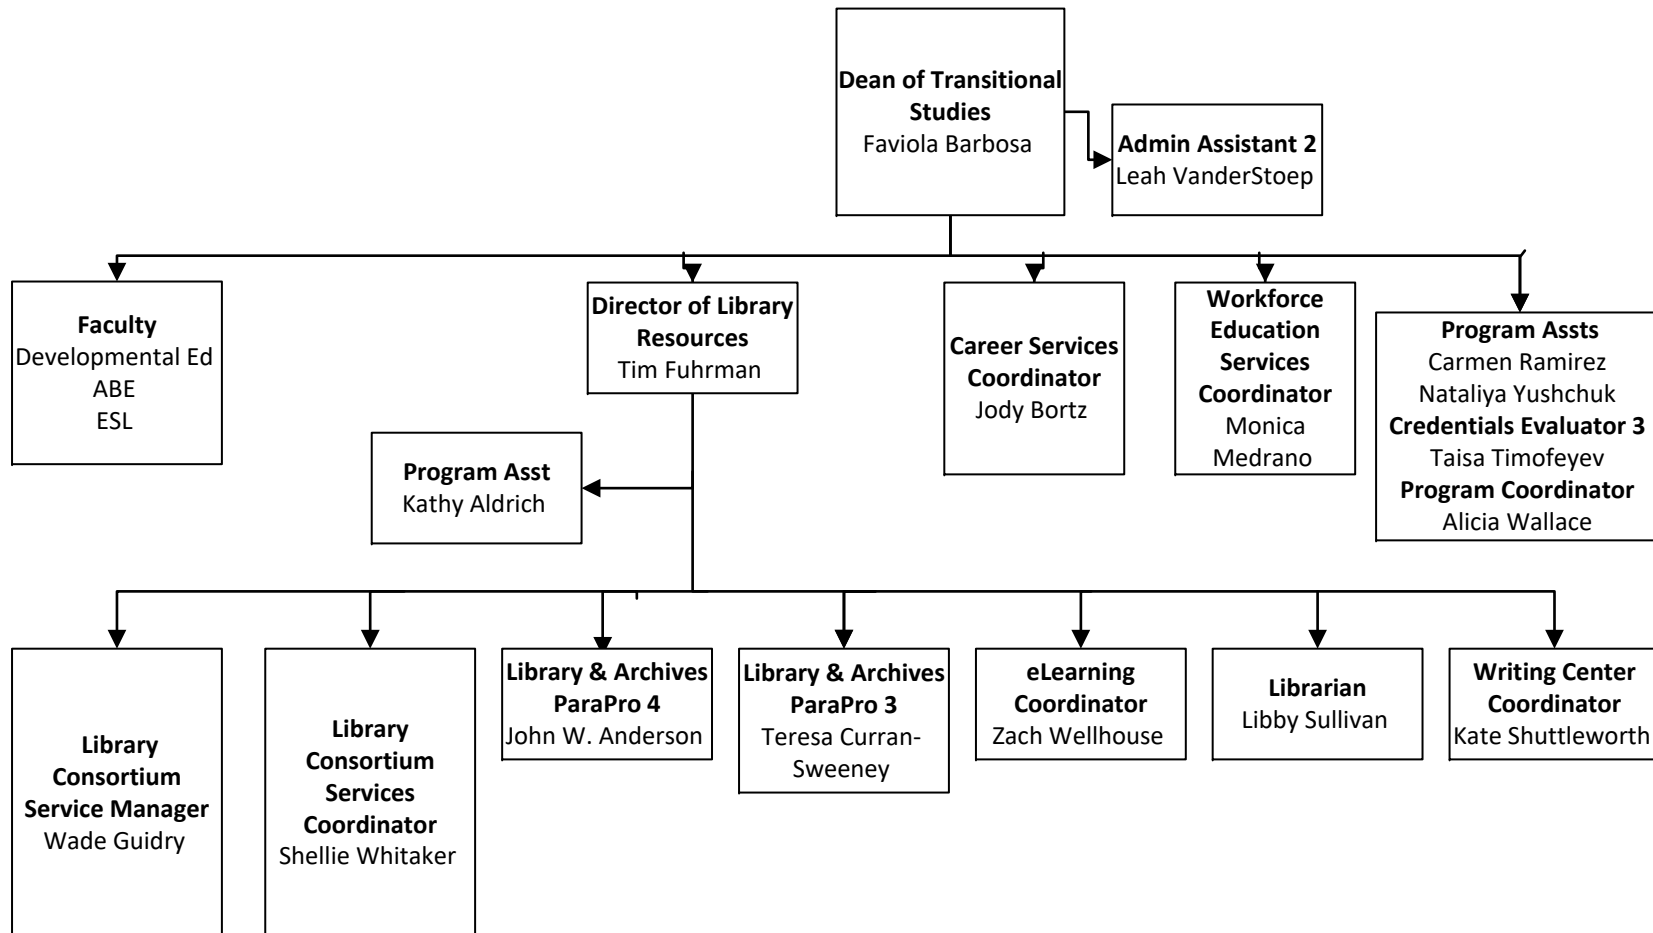 Dean of Transitional
Studies
Faviola Barbosa
Admin Assistant 2
Leah VanderStoep
Faculty
Developmental Ed
ABE
ESL
Director of Library
Resources
Tim Fuhrman
Career Services
Coordinator
Jody Bortz
Workforce
Education
Services
Coordinator
Monica
Medrano
Program Assts
Carmen Ramirez
Nataliya Yushchuk
Credentials Evaluator 3
Taisa Timofeyev
Program Coordinator
Alicia Wallace
Program Asst
Kathy Aldrich
Library
Consortium
Service Manager
Wade Guidry
Library
Consortium
Services
Coordinator
Shellie Whitaker
Library & Archives
ParaPro 4
John W. Anderson
Library & Archives
ParaPro 3
Teresa Curran-
Sweeney
eLearning
Coordinator
Zach Wellhouse
Librarian
Libby Sullivan
Writing Center
Coordinator
Kate Shuttleworth